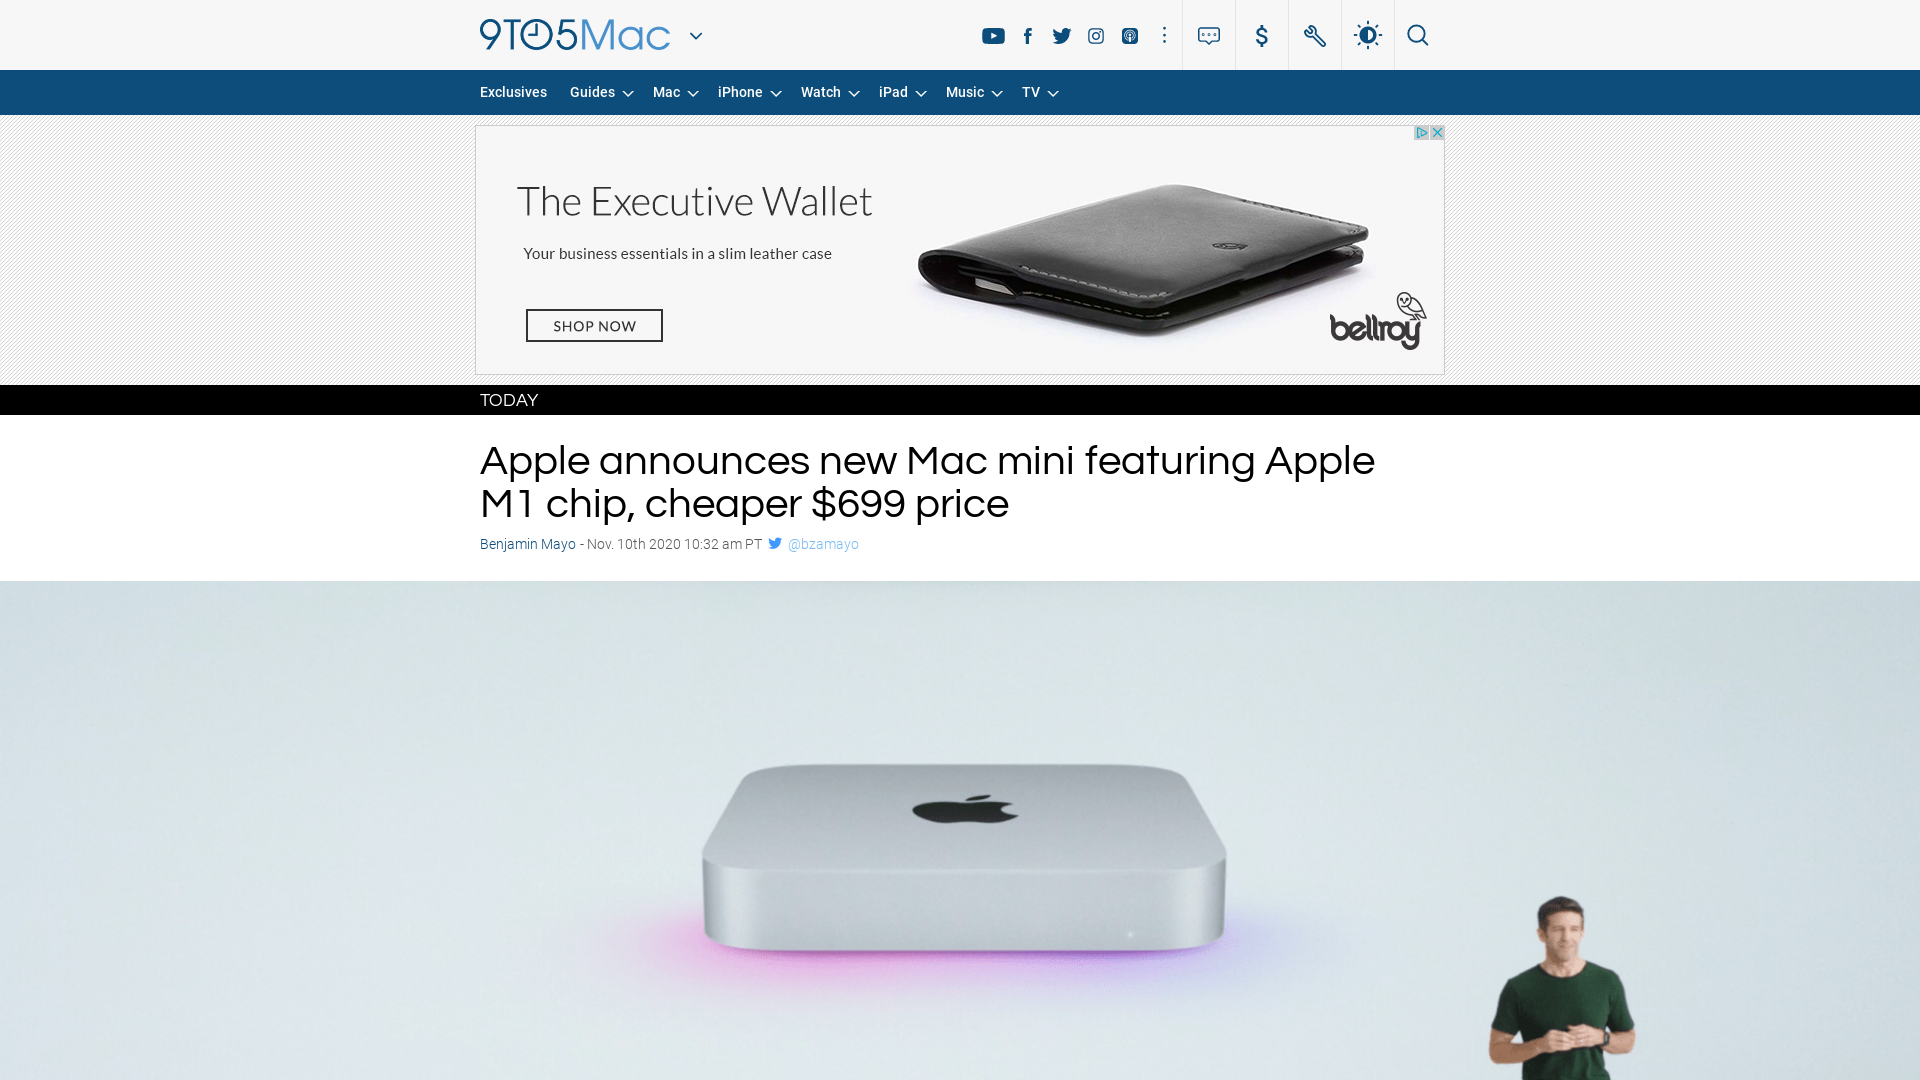 9TO5Mac
Exclusives Guides Mac iPhone Watch iPad Music TV
The Executive Wallet
Your business essentials in a slim leather case
SHOP NOW
bellroy
TODAY
Apple announces new Mac mini featuring Apple
M1 chip, cheaper $699 price
Benjamin Mayo - Nov. 10th 2020 10:32 am PT @bzamayo